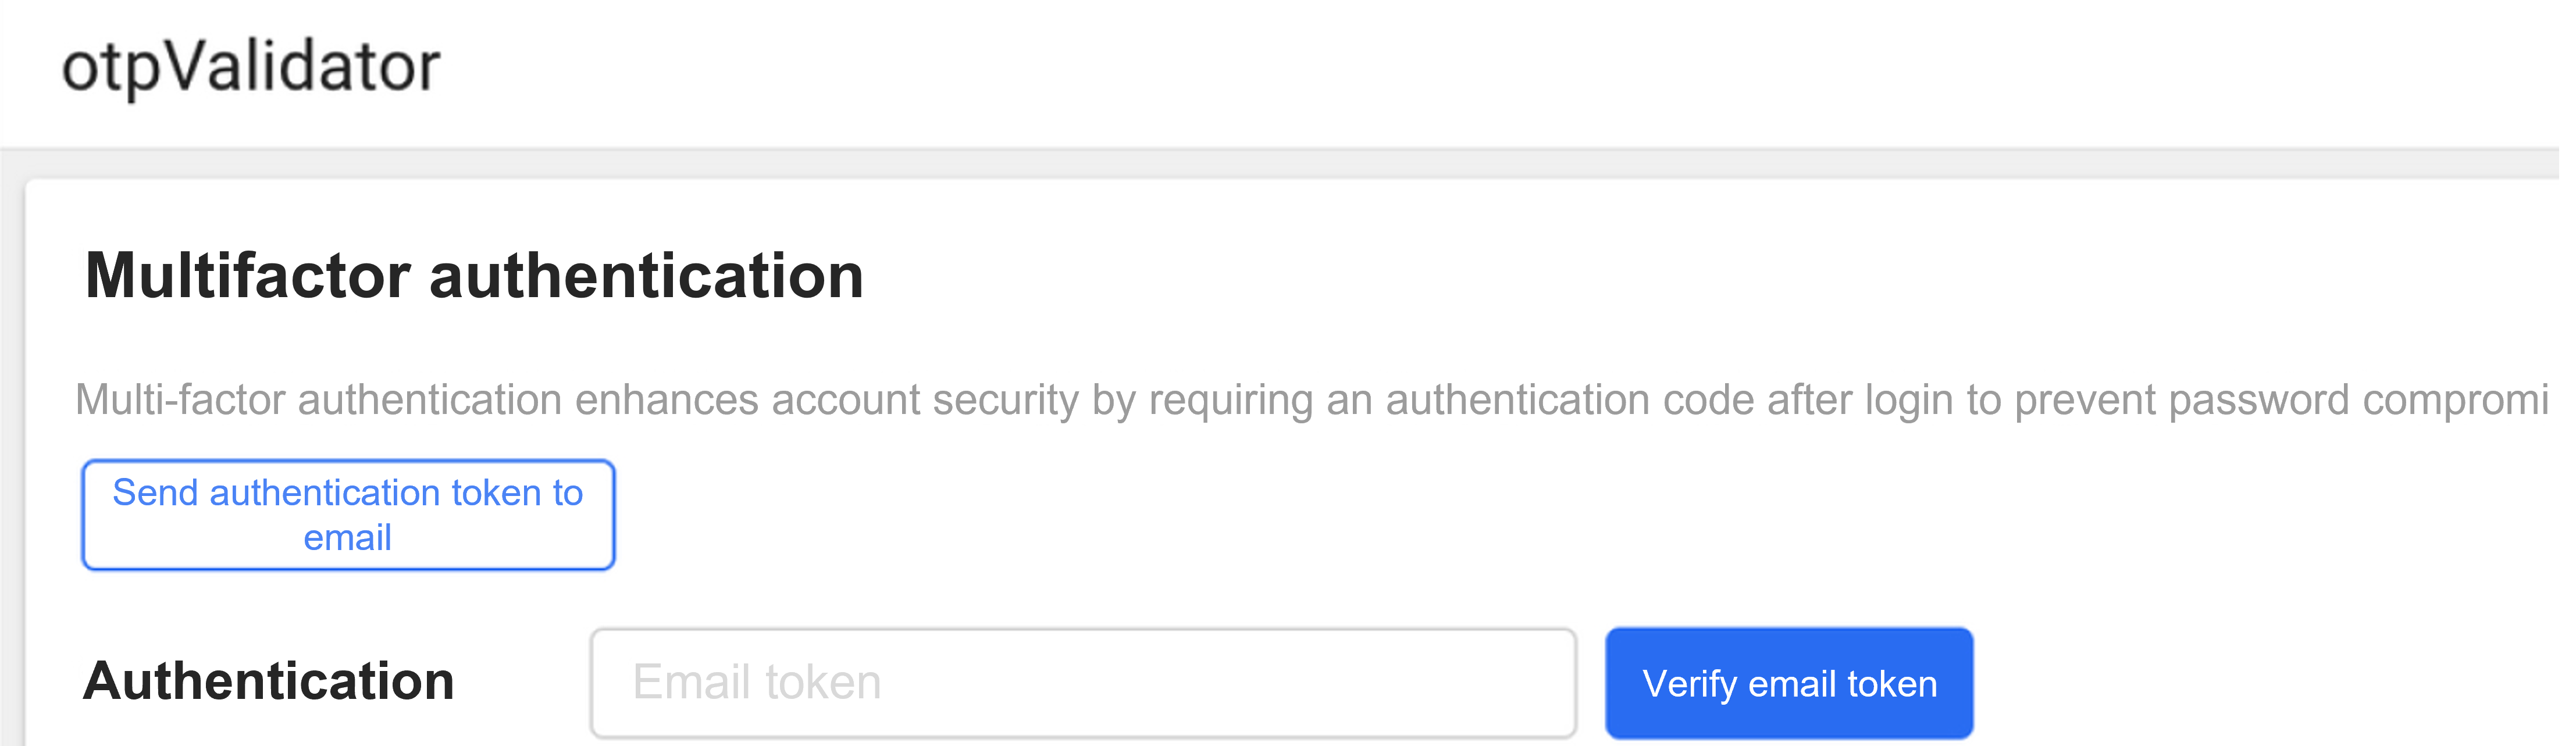 otpValidator
Multifactor authentication
Multi-factor authentication enhances account security by requiring an authentication code after login to prevent password compromi
Send authentication token to
email
Authentication
Email token
Verify email token